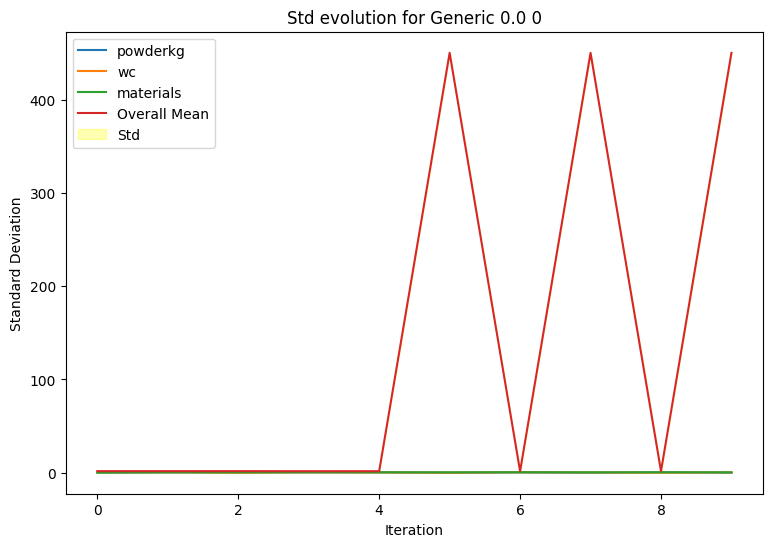 Std evolution for Generic 0.0 0
powderkg
wc
materials
Overall Mean
Std
Standard Deviation
400
300
200
100
0
0 2 4 6 8
Iteration